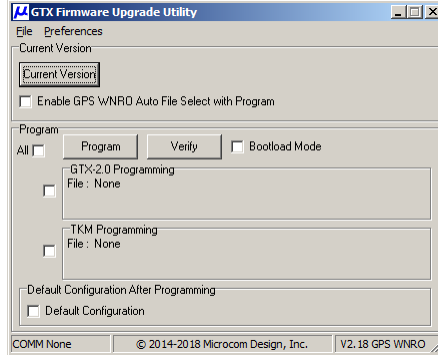 µ GTX Firmware Upgrade Utility
File Preferences
Current Version
Current Version
Enable GPS WNRO Auto File Select with Program
Program
All Program Verify Bootload Mode
GTX-2.0 Programming
File : None
TKM Programming
File : None
Default Configuration After Programming
Default Configuration
COMM None © 2014-2018 Microcom Design, Inc. V2.18 GPS WNRO